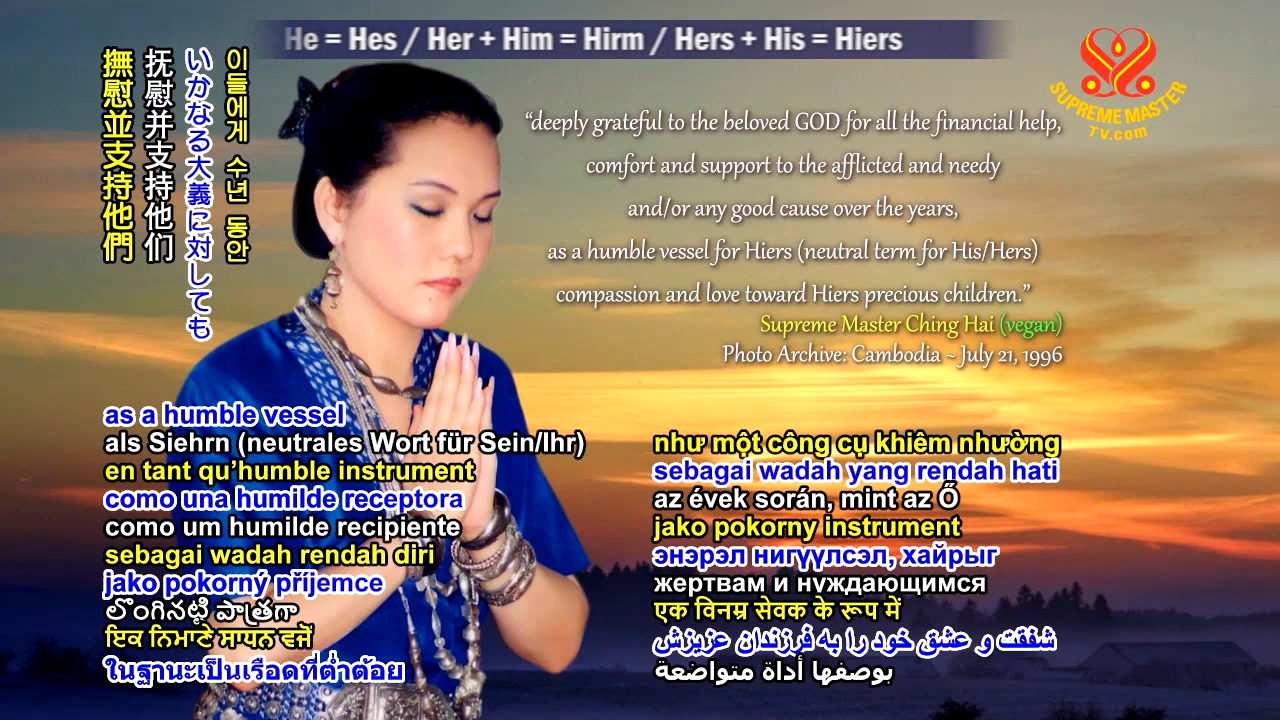 He = Hes / Her + Him = Hirm / Hers + His = Hiers
SUPREME MASTER
TV.com
이들에게 수년 동안
いかなる大義に対しても
抚慰并支持他们
撫慰並支持他們
“deeply grateful to the beloved GOD for all the financial help,
comfort and support to the afflicted and needy
and/or any good cause over the years,
as a humble vessel for Hiers (neutral term for His/Hers)
compassion and love toward Hiers precious children.”
Supreme Master Ching Hai (vegan)
Photo Archive: Cambodia ~ July 21, 1996
as a humble vessel
als Siehrn (neutrales Wort für Sein/Ihr)
en tant qu’humble instrument
como una humilde receptora
como um humilde recipiente
sebagai wadah rendah diri
jako pokorný příjemce
లొంగినట్టి పాత్రగా
ਇਕ ਨਿਮਾਣੇ ਸਾਧਨ ਵਜੋਂ
ในฐานะเป็นเรือดที่ต่ำต้อย
như một công cụ khiêm nhường
sebagai wadah yang rendah hati
az évek során, mint az Ő
jako pokorny instrument
энэрэл нигүүлсэл, хайрыг
жертвам и нуждающимся
एक विनम्र सेवक के रूप में
شفقت و عشق خود را به فرزندان عزیزش
بوصفها أداة متواضعة